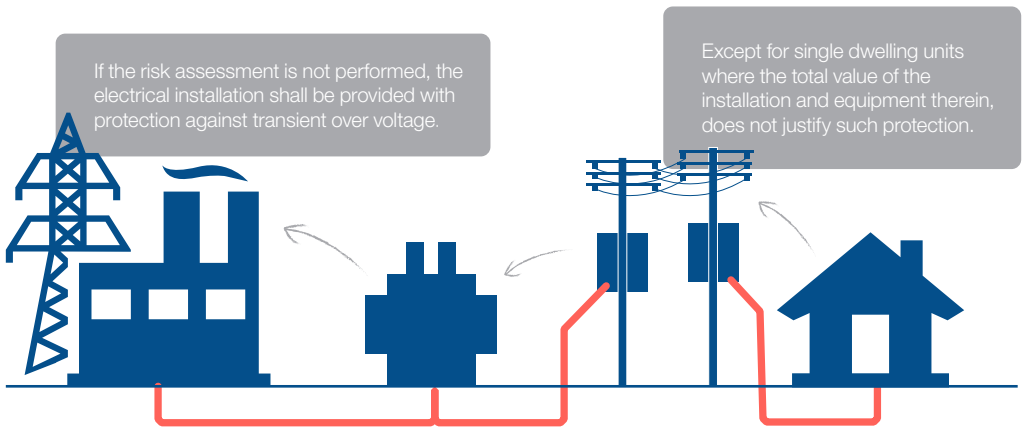 If the risk assessment is not performed, the
electrical installation shall be provided with
protection against transient over voltage.
Except for single dwelling units
where the total value of the
installation and equipment therein,
does not justify such protection.